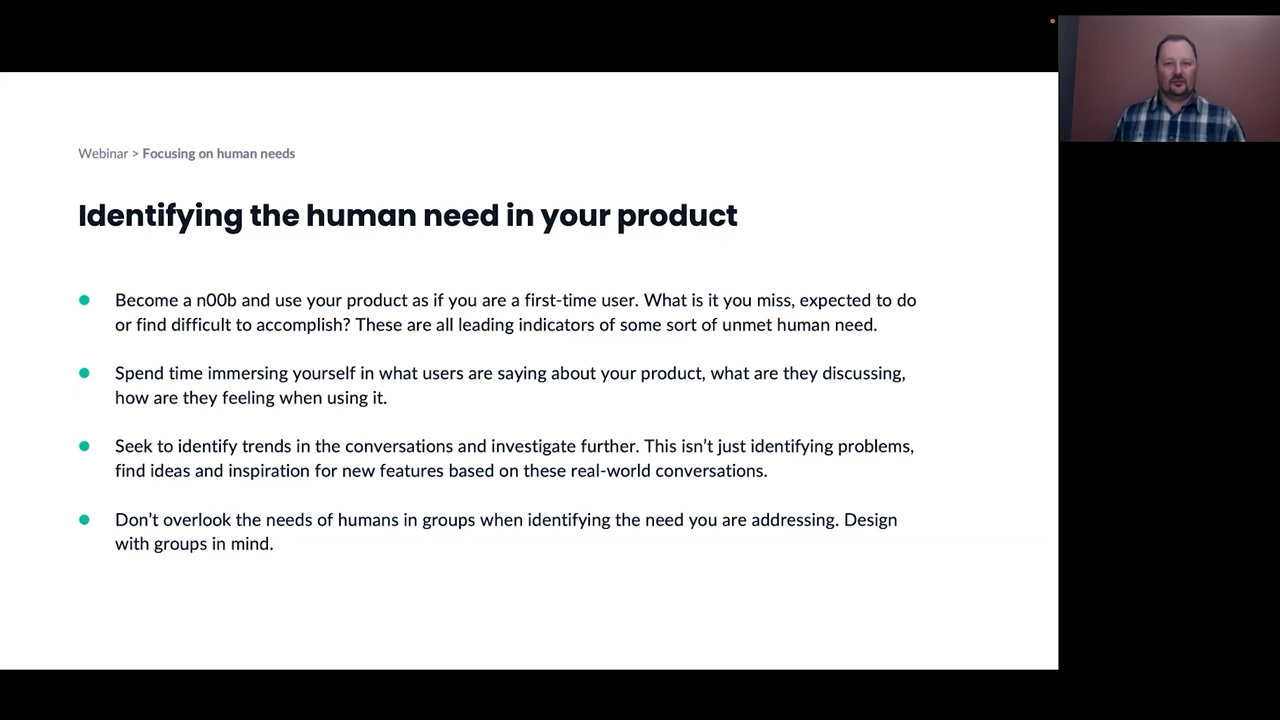 Webinar > Focusing on human needs
Identifying the human need in your product
Become a n00b and use your product as if you are a first-time user. What is it you miss, expected to do
or find difficult to accomplish? These are all leading indicators of some sort of unmet human need.
Spend time immersing yourself in what users are saying about your product, what are they discussing,
how are they feeling when using it.
Seek to identify trends in the conversations and investigate further. This isn’t just identifying problems,
find ideas and inspiration for new features based on these real-world conversations.
Don’t overlook the needs of humans in groups when identifying the need you are addressing. Design
with groups in mind.